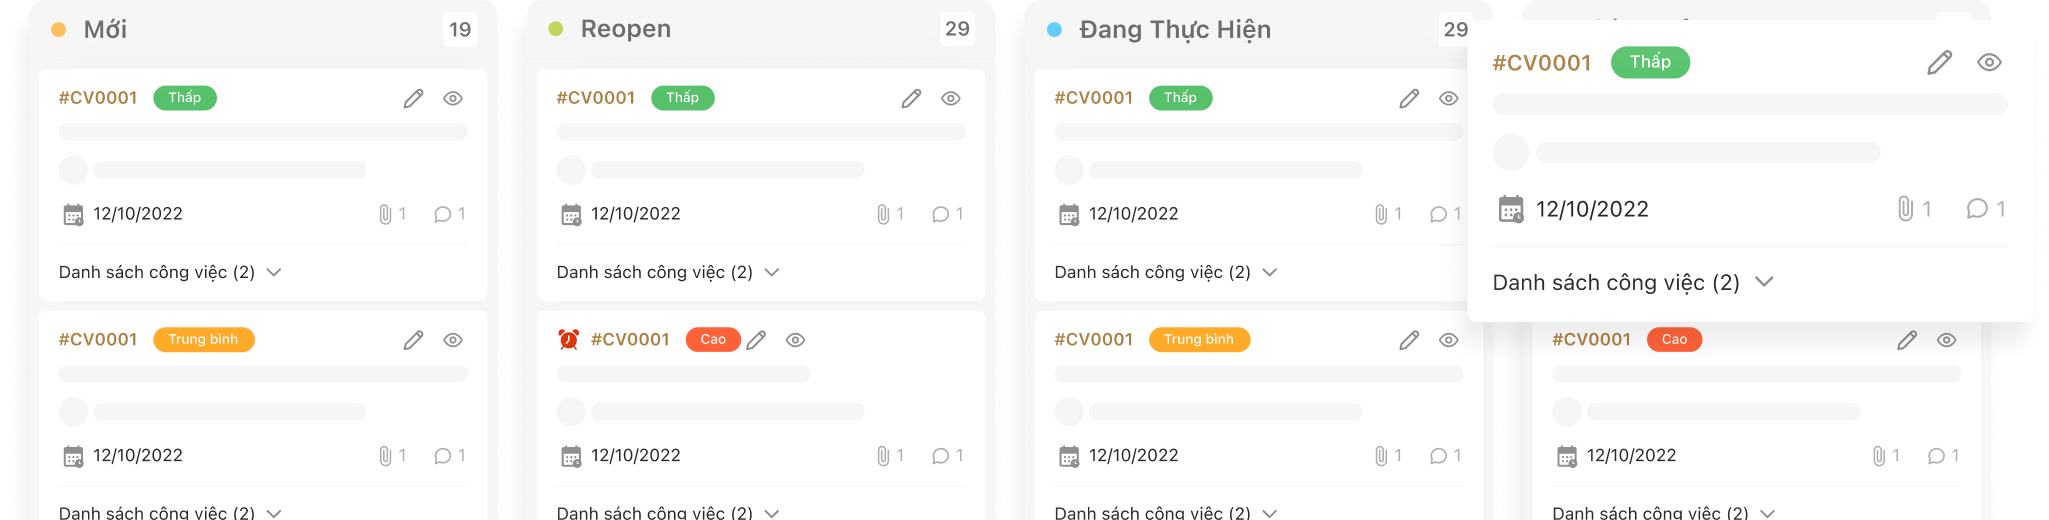 Mới 19
#CV0001 Thấp
12/10/2022 1 1
Danh sách công việc (2)
#CV0001 Trung bình
12/10/2022 1 1
Danh sách công việc (2)
Reopen 29
#CV0001 Thấp
12/10/2022 1 1
Danh sách công việc (2)
#CV0001 Cao
12/10/2022 1 1
Danh sách công việc (2)
Đang Thực Hiện 29
#CV0001 Thấp
12/10/2022 1 1
Danh sách công việc (2)
#CV0001 Trung bình
12/10/2022 1 1
Danh sách công việc (2)
#CV0001 Thấp
12/10/2022 1 1
Danh sách công việc (2)
#CV0001 Cao
12/10/2022 1 1
Danh sách công việc (2)